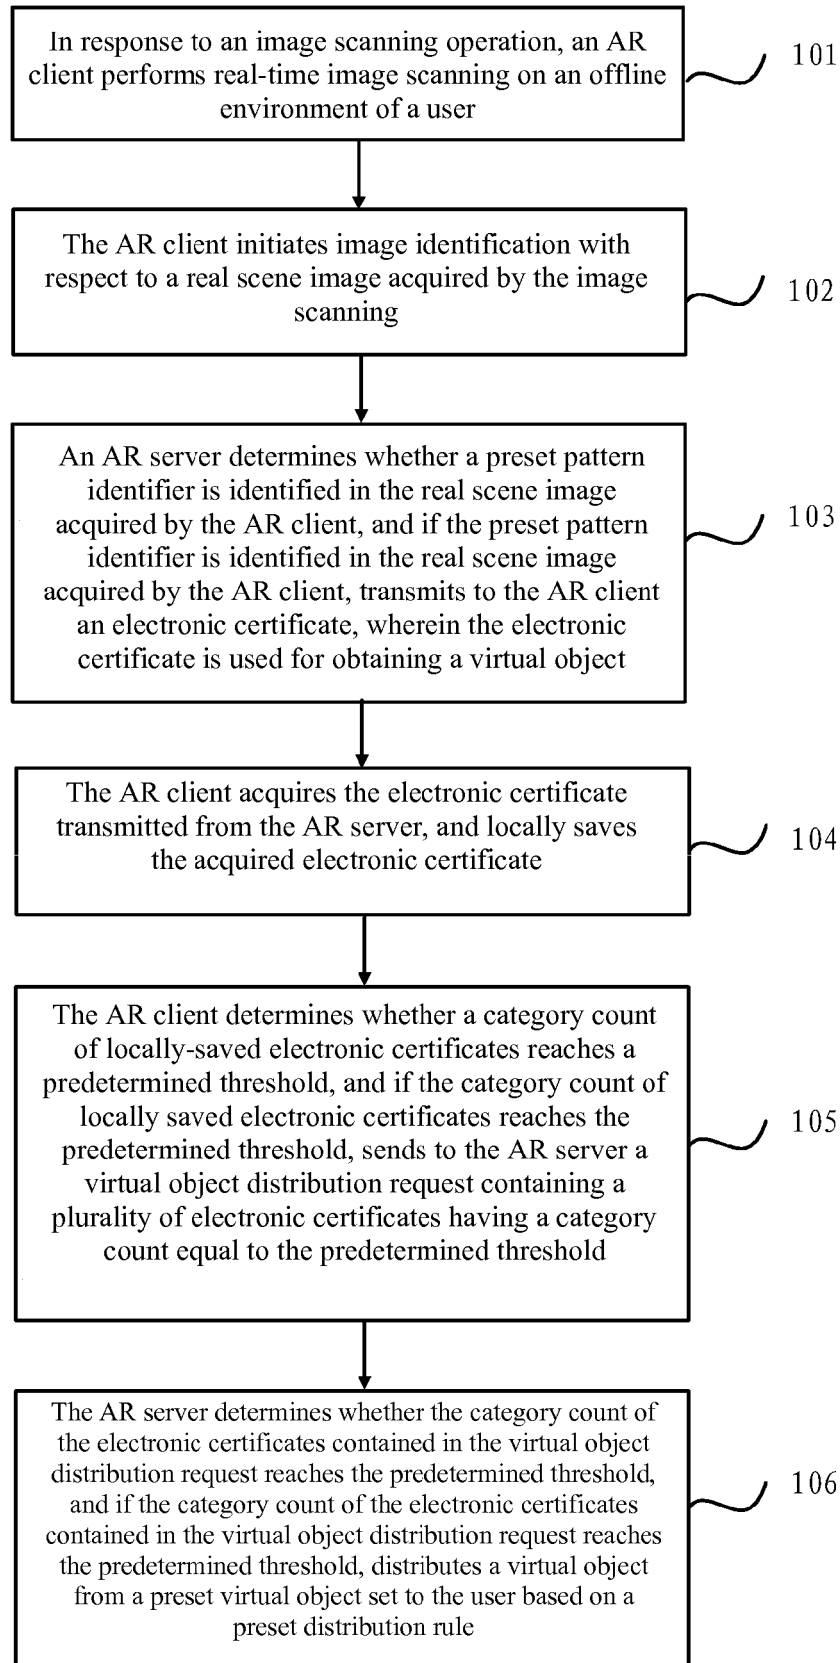 In response to an image scanning operation, an AR
client performs real-time image scanning on an offline
environment of a user
101
The AR client initiates image identification with
respect to a real scene image acquired by the image
scanning
102
An AR server determines whether a preset pattern
identifier is identified in the real scene image
acquired by the AR client, and if the preset pattern
identifier is identified in the real scene image
acquired by the AR client, transmits to the AR client
an electronic certificate, wherein the electronic
certificate is used for obtaining a virtual object
103
The AR client acquires the electronic certificate
transmitted from the AR server, and locally saves
the acquired electronic certificate
104
The AR client determines whether a category count
of locally-saved electronic certificates reaches a
predetermined threshold, and if the category count of
locally saved electronic certificates reaches the
predetermined threshold, sends to the AR server a
virtual object distribution request containing a
plurality of electronic certificates having a category
count equal to the predetermined threshold
105
The AR server determines whether the category count of
the electronic certificates contained in the virtual object
distribution request reaches the predetermined threshold,
and if the category count of the electronic certificates
contained in the virtual object distribution request reaches
the predetermined threshold, distributes a virtual object
from a preset virtual object set to the user based on a
preset distribution rule
106